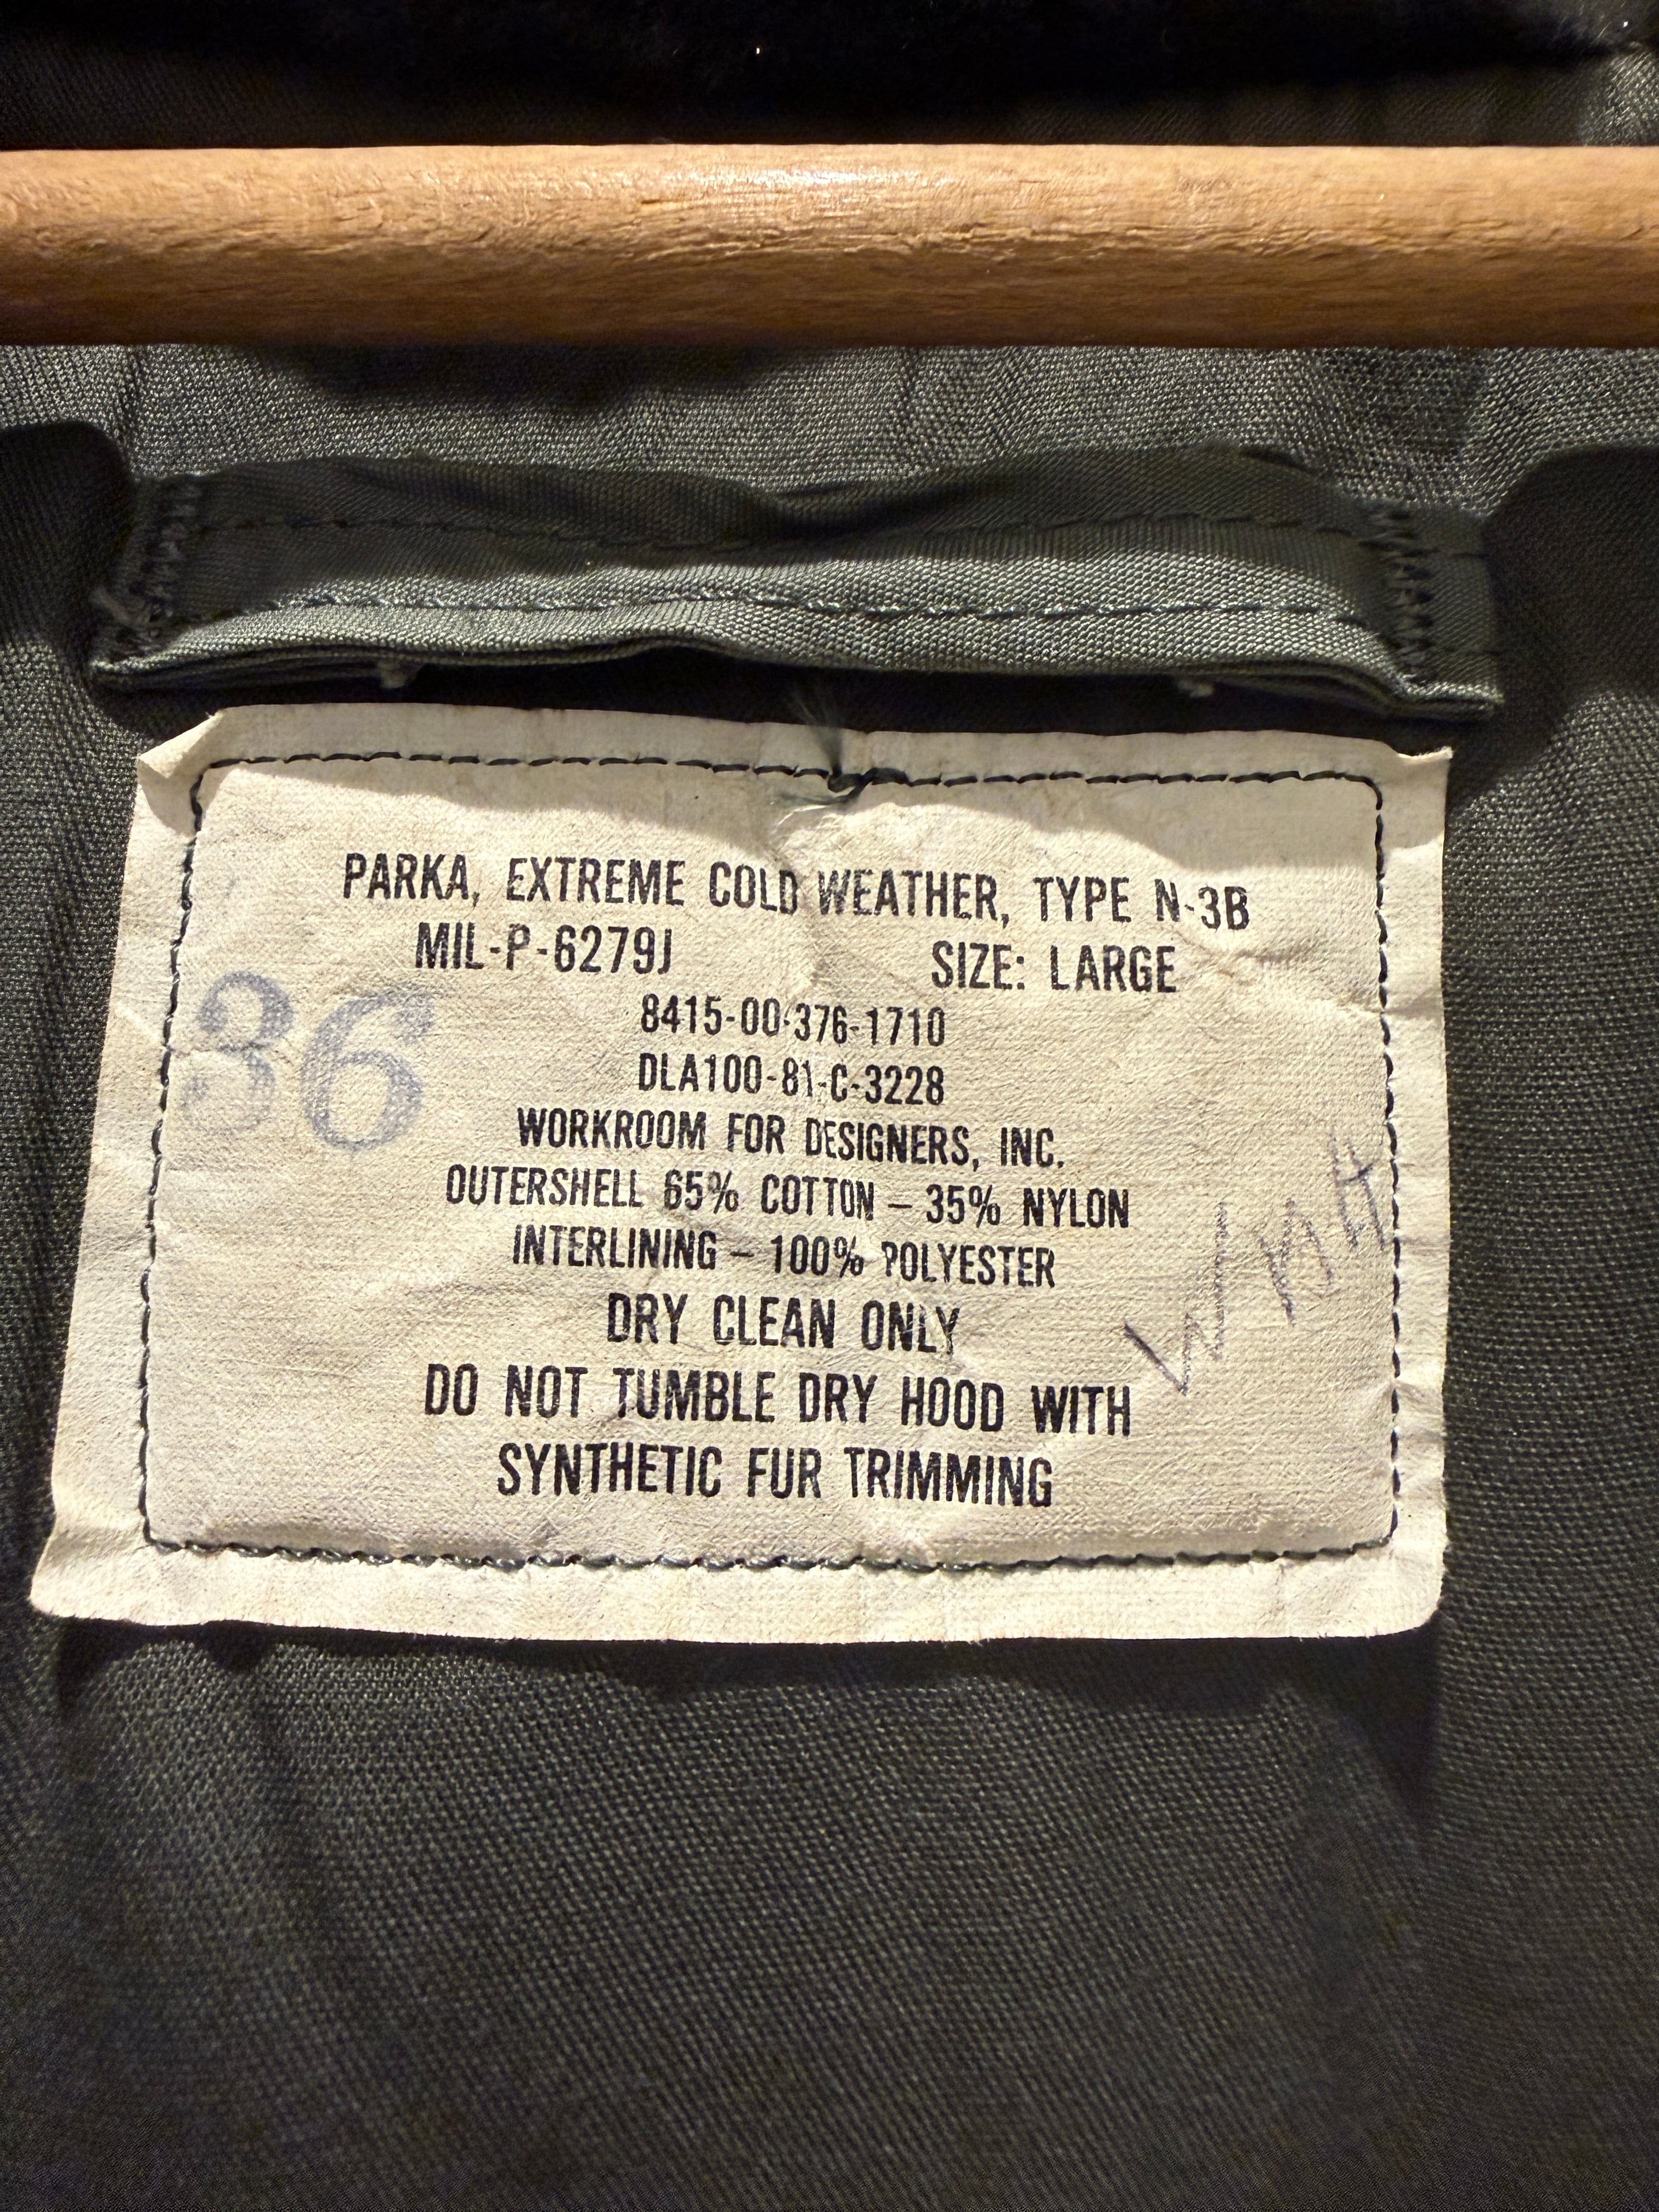 PARKA, EXTREME COLD WEATHER, TYPE N-3B
MIL-P-6279J SIZE: LARGE
36
8415-00-376-1710
DLA100-81-C-3228
WORKROOM FOR DESIGNERS, INC.
OUTERSHELL 65% COTTON – 35% NYLON
INTERLINING – 100% POLYESTER
DRY CLEAN ONLY
DO NOT TUMBLE DRY HOOD WITH
SYNTHETIC FUR TRIMMING